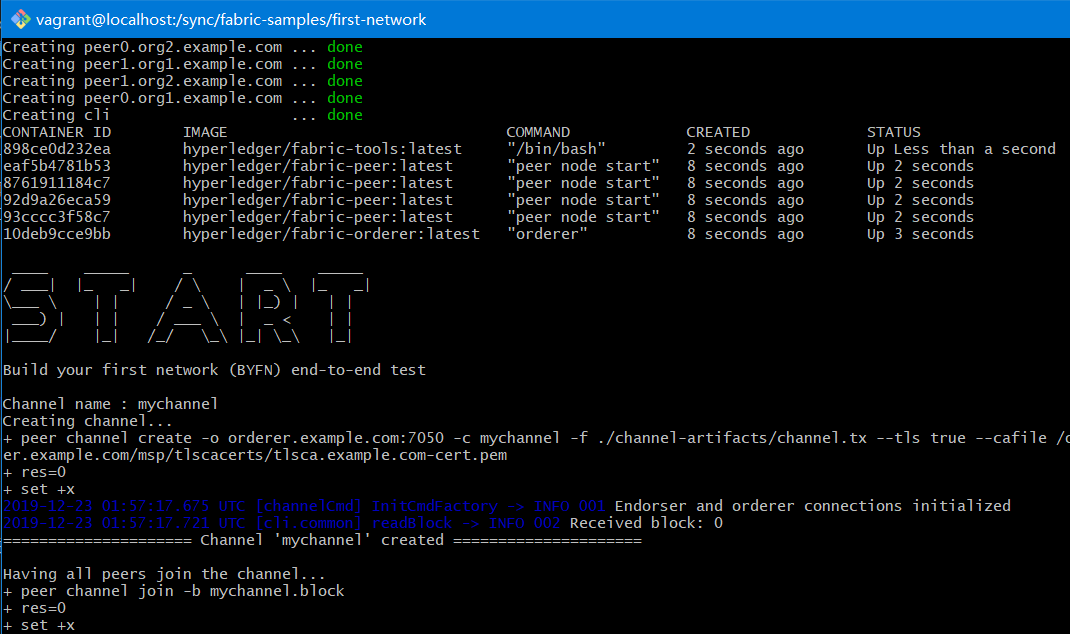 vagrant@localhost:/sync/fabric-samples/first-network
Creating peer0.org2.example.com ... done
Creating peer1.org1.example.com ... done
Creating peer1.org2.example.com ... done
Creating peer0.org1.example.com ... done
Creating cli                    ... done
CONTAINER ID        IMAGE                               COMMAND             CREATED             STATUS
898ce0d232ea        hyperledger/fabric-tools:latest     "/bin/bash"         2 seconds ago       Up Less than a second
eaf5b4781b53        hyperledger/fabric-peer:latest      "peer node start"   8 seconds ago       Up 2 seconds
8761911184c7        hyperledger/fabric-peer:latest      "peer node start"   8 seconds ago       Up 2 seconds
92d9a26eca59        hyperledger/fabric-peer:latest      "peer node start"   8 seconds ago       Up 2 seconds
93cccc3f58c7        hyperledger/fabric-peer:latest      "peer node start"   8 seconds ago       Up 2 seconds
10deb9cce9bb        hyperledger/fabric-orderer:latest   "orderer"           8 seconds ago       Up 3 seconds
START
Build your first network (BYFN) end-to-end test
Channel name : mychannel
Creating channel...
+ peer channel create -o orderer.example.com:7050 -c mychannel -f ./channel-artifacts/channel.tx --tls true --cafile /o
er.example.com/msp/tlscacerts/tlsca.example.com-cert.pem
+ res=0
+ set +x
2019-12-23 01:57:17.675 UTC [channelCmd] InitCmdFactory -> INFO 001 Endorser and orderer connections initialized
2019-12-23 01:57:17.721 UTC [cli.common] readBlock -> INFO 002 Received block: 0
===================== Channel 'mychannel' created =====================
Having all peers join the channel...
+ peer channel join -b mychannel.block
+ res=0
+ set +x